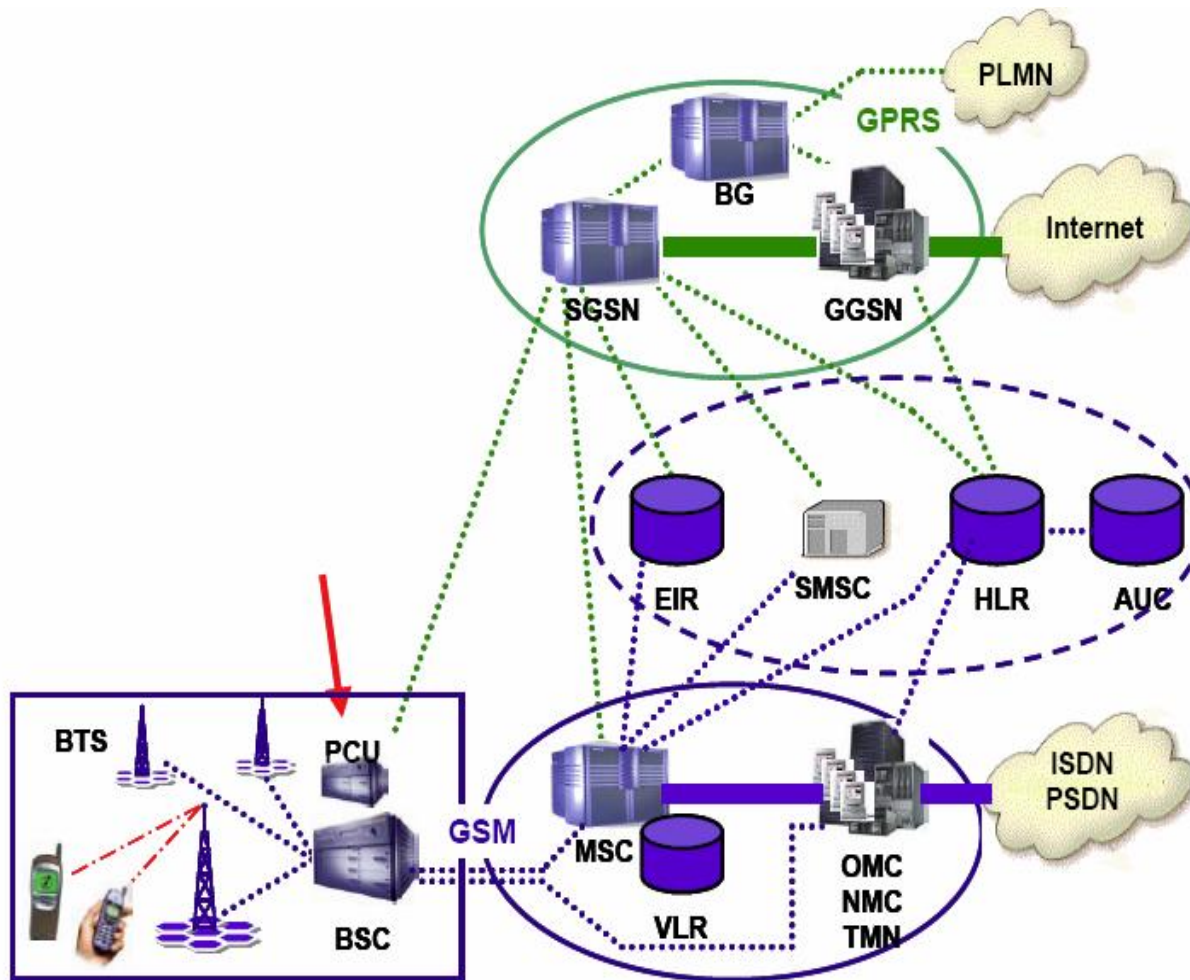 PLMN
GPRS
BG
Internet
SGSN
GGSN
EIR
SMSC
HLR
AUC
BTS
PCU
GSM
BSC
MSC
VLR
OMC
NMC
TMN
ISDN
PSDN